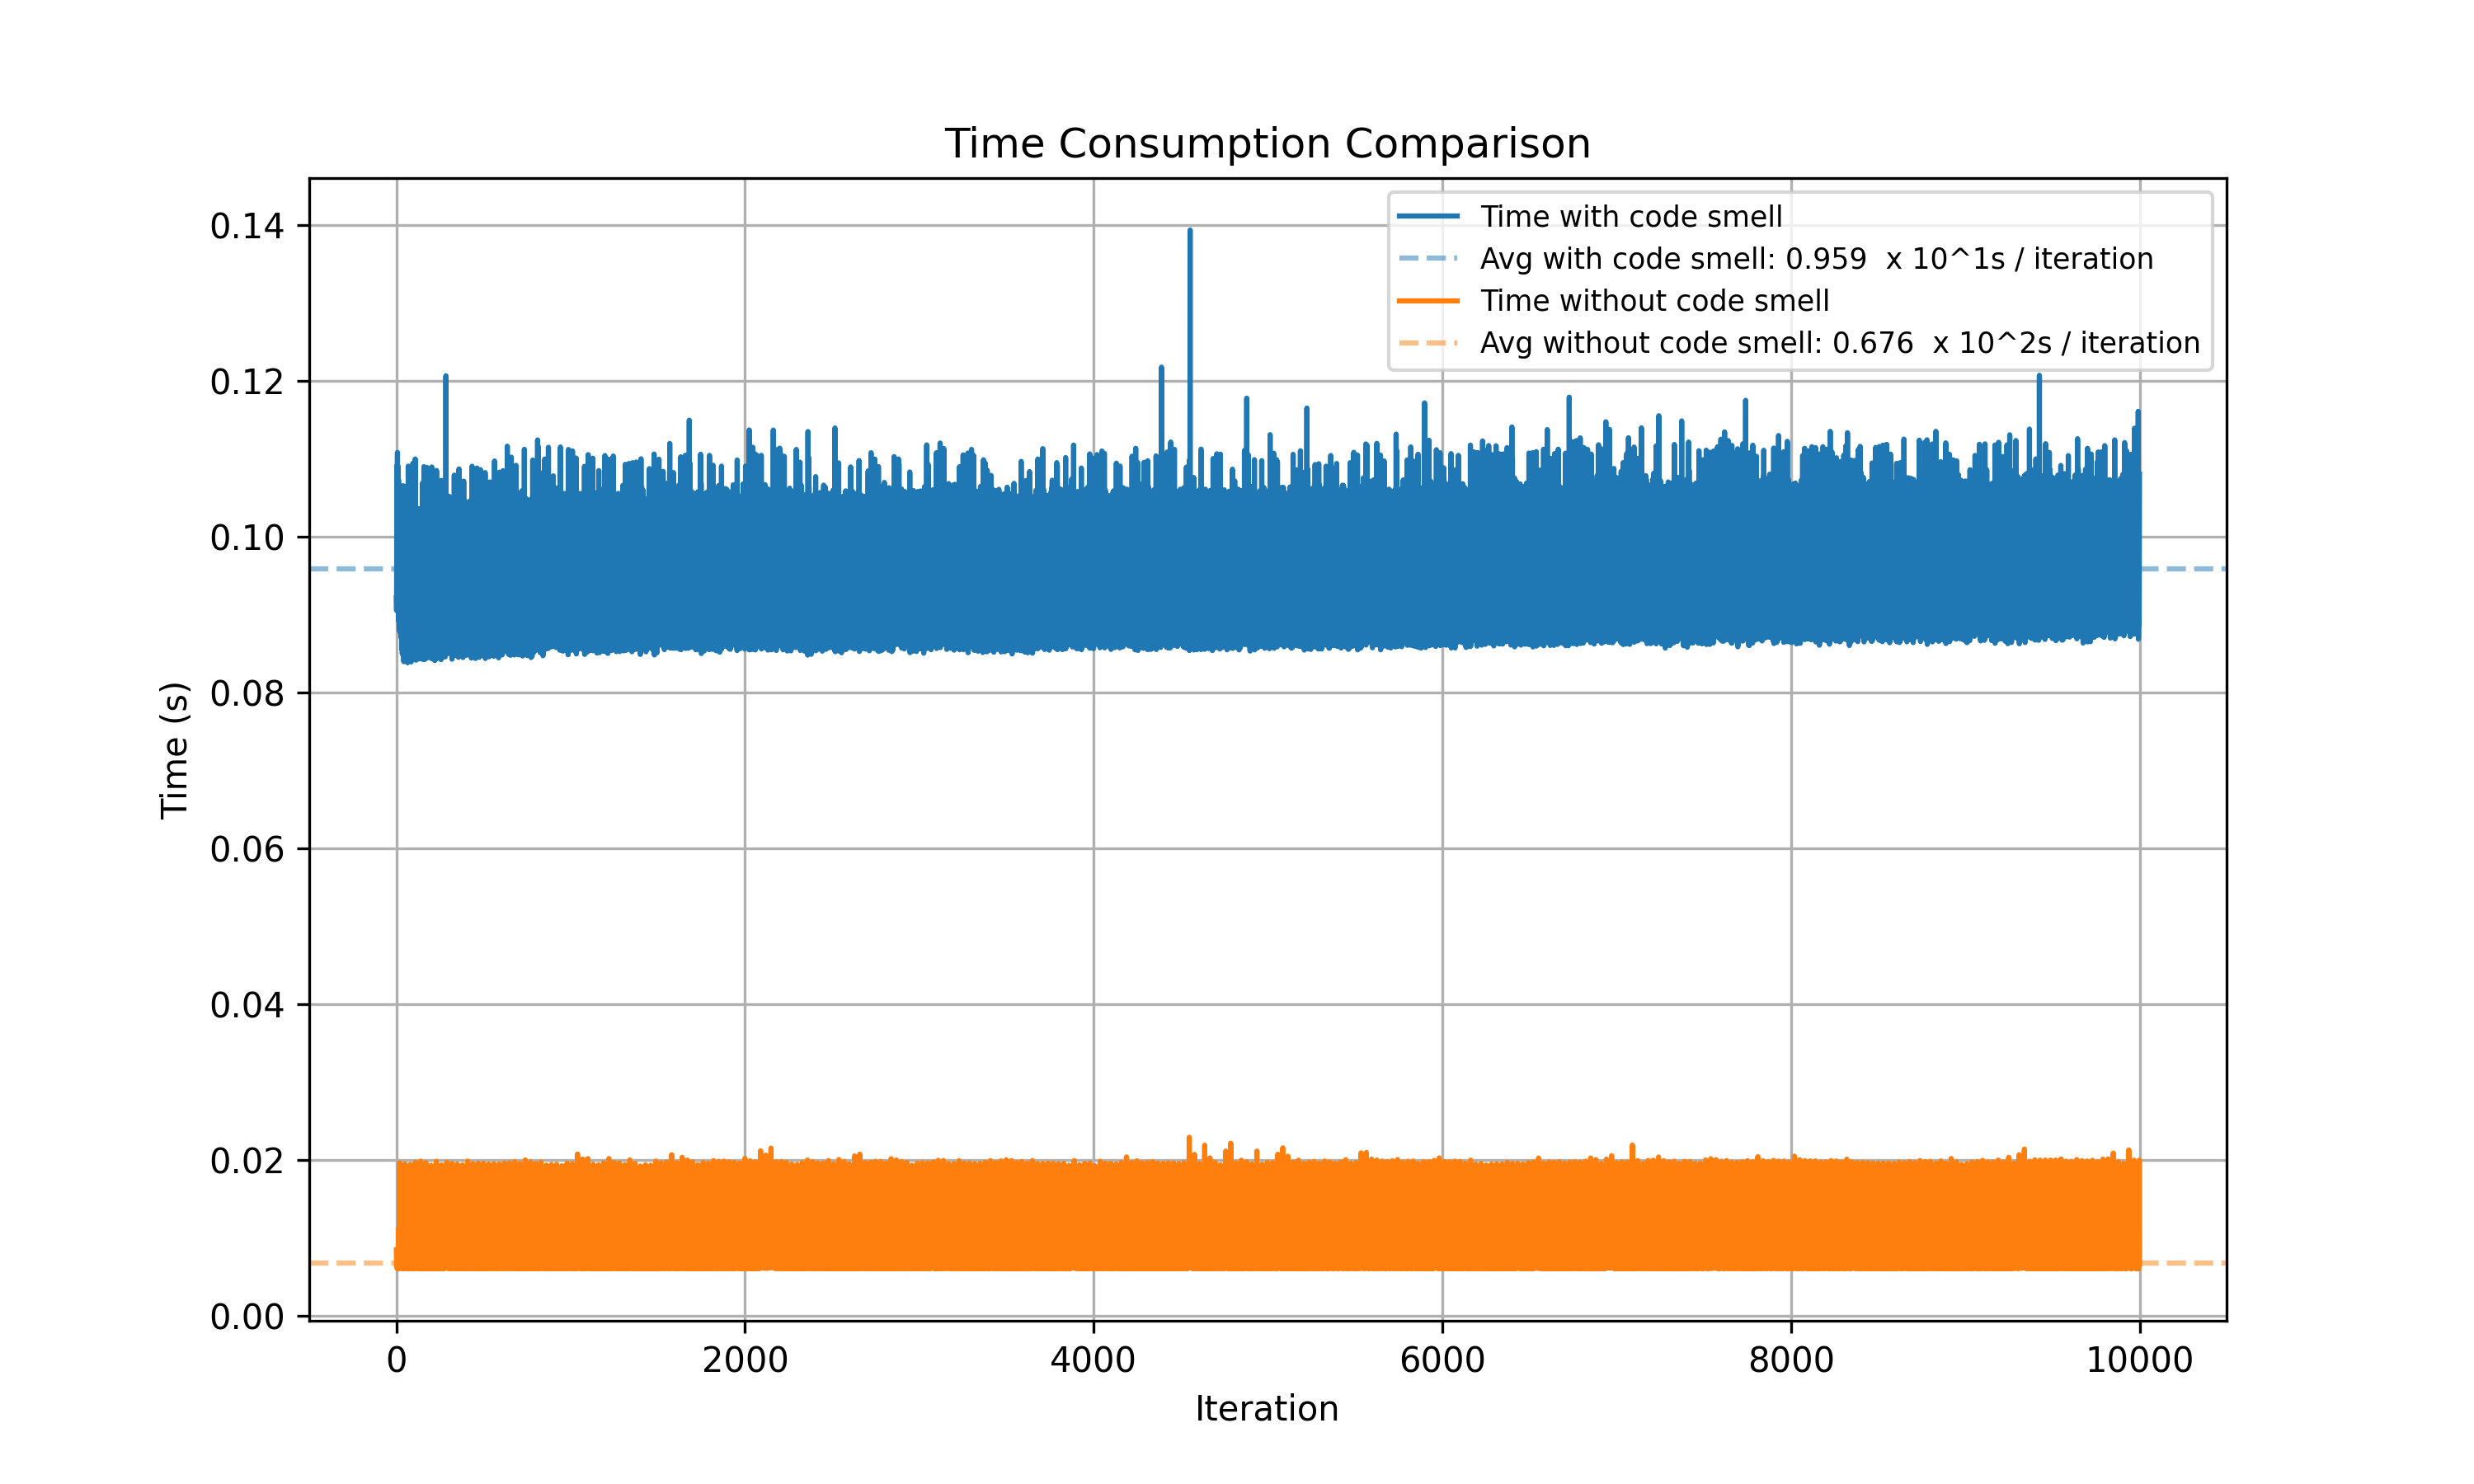 Time Consumption Comparison
Time with code smell
Avg with code smell: 0.959  x 10^1s / iteration
Time without code smell
Avg without code smell: 0.676  x 10^2s / iteration
Time (s)
0.14
0.12
0.10
0.08
0.06
0.04
0.02
0.00
0 2000 4000 6000 8000 10000
Iteration